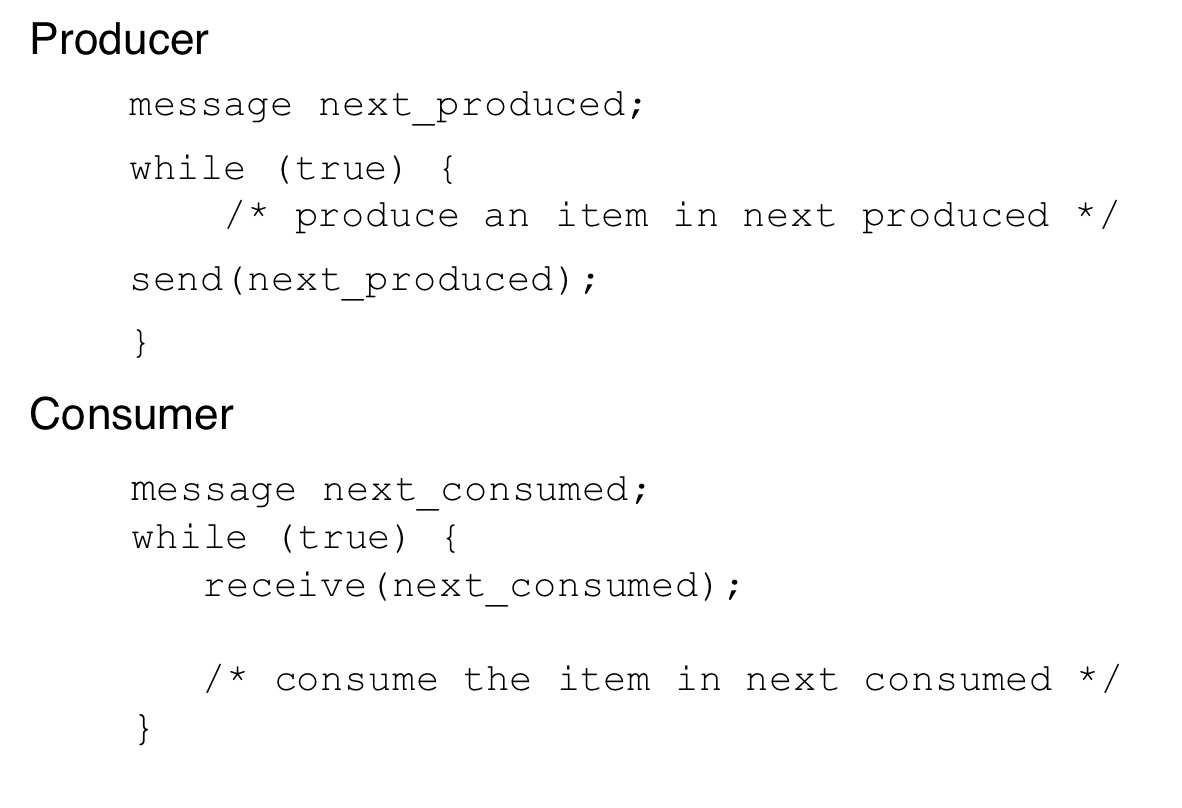 Producer
message next_produced;
while (true) {
/* produce an item in next produced */
send(next_produced);
}
Consumer
message next_consumed;
while (true) {
receive(next_consumed);
/* consume the item in next consumed */
}